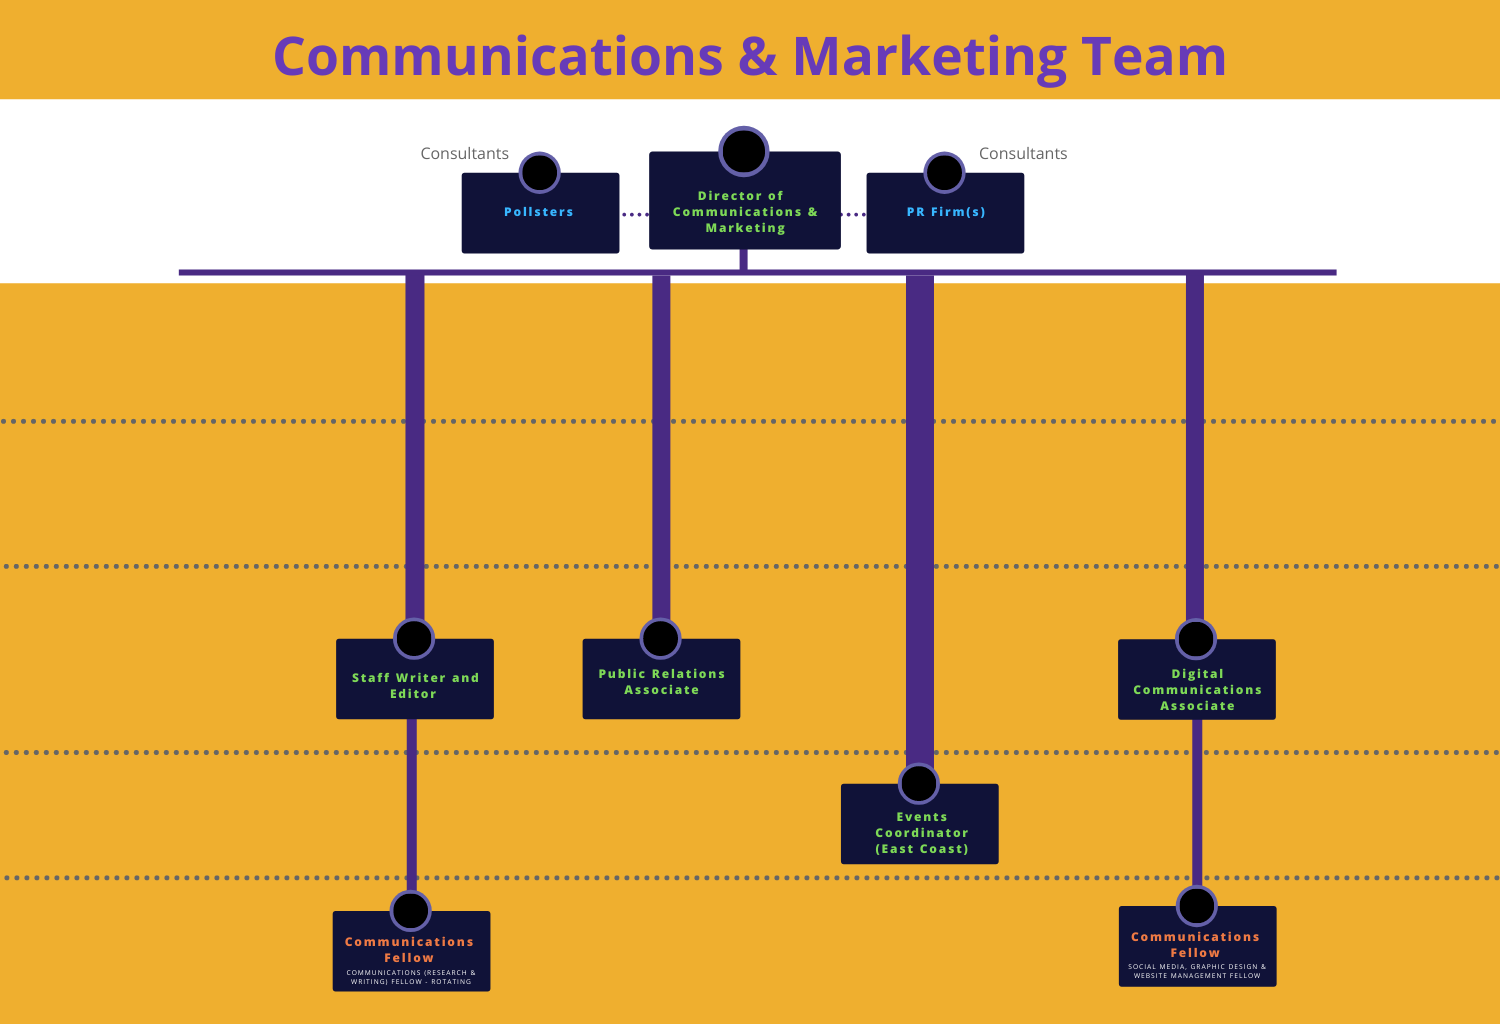 Communications & Marketing Team
Consultants
Consultants
Pollsters
Director of
Communications &
Marketing
PR Firm(s)
Staff Writer and
Editor
Public Relations
Associate
Digital
Communications
Associate
Events
Coordinator
(East Coast)
Communications
Fellow
COMMUNICATIONS (RESEARCH &
WRITING) FELLOW - ROTATING
Communications
Fellow
SOCIAL MEDIA, GRAPHIC DESIGN &
WEBSITE MANAGEMENT FELLOW